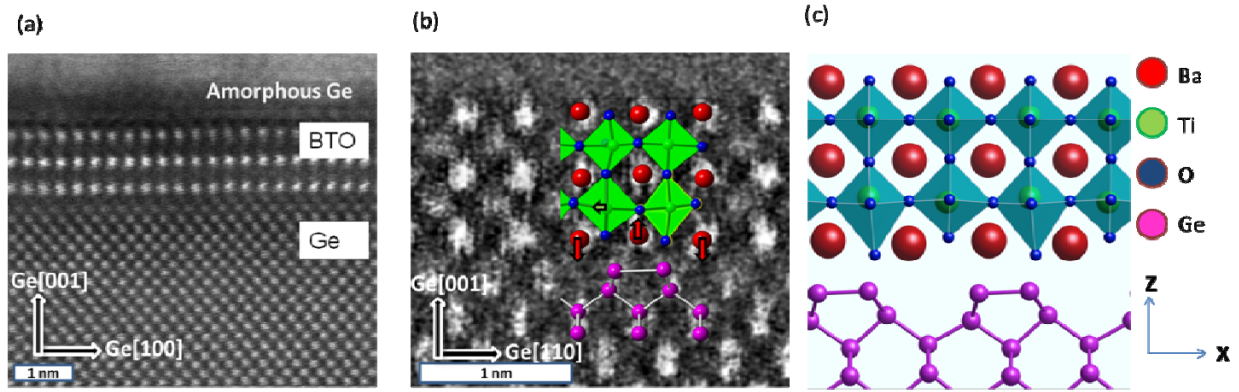 (a)
Amorphous Ge
BTO
Ge
Ge[001]
Ge[100]
1 nm
(b)
Ge[001]
Ge[110]
1 nm
(c)
Ba
Ti
O
Ge
Z
X